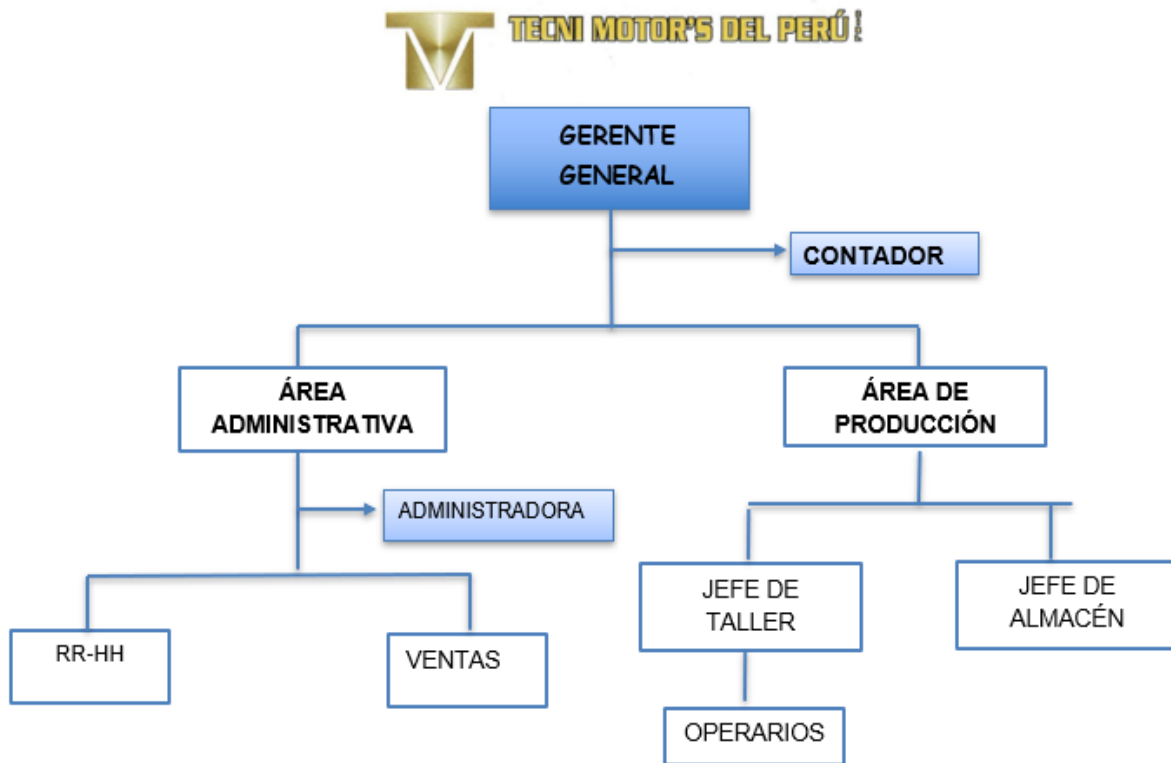 TECNI MOTOR'S DEL PERÚ
GERENTE
GENERAL
CONTADOR
ÁREA
ADMINISTRATIVA
ÁREA DE
PRODUCCIÓN
ADMINISTRADORA
JEFE DE
TALLER
JEFE DE
ALMACÉN
RR-HH
VENTAS
OPERARIOS